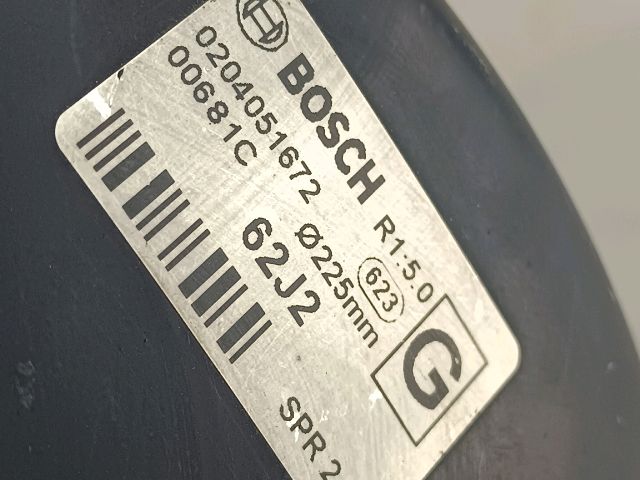 BOSCH
0204051672
00681C
R1:5.0
Ø225mm
623
62J2
G
SPR 2